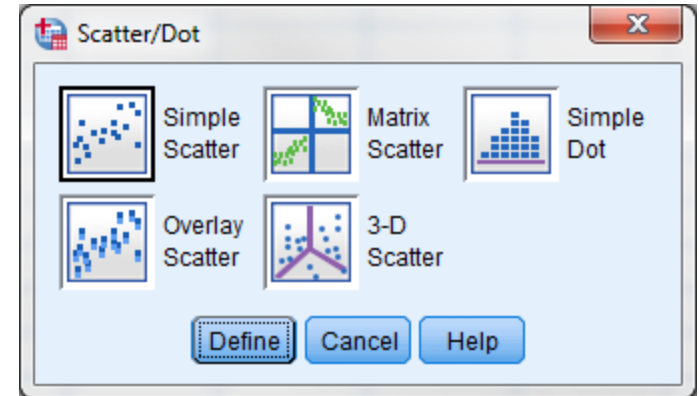 Scatter/Dot
Simple
Scatter
Matrix
Scatter
Simple
Dot
Overlay
Scatter
3-D
Scatter
Define
Cancel
Help